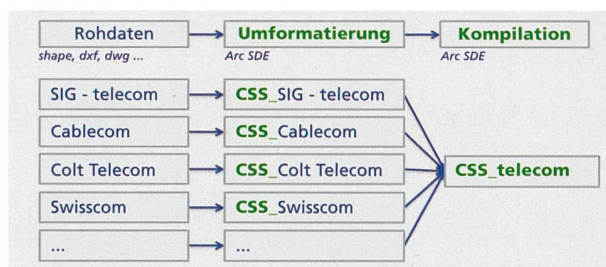 Rohdaten Umformatierung Kompilation
shape, dxf, dwg ... Arc SDE Arc SDE
SIG - telecom CSS_SIG - telecom
Cablecom CSS_Cablecom
Colt Telecom CSS_Colt Telecom CSS_telecom
Swisscom CSS_Swisscom
... ...